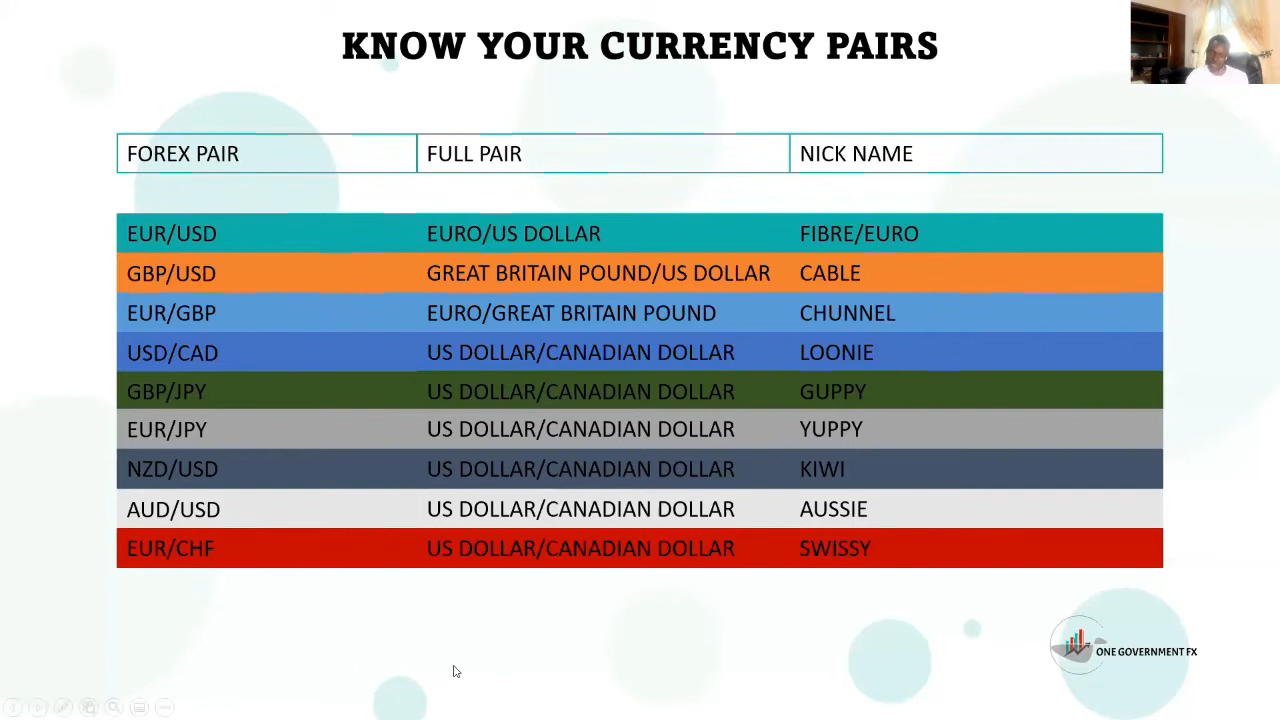 KNOW YOUR CURRENCY PAIRS
FOREX PAIR FULL PAIR NICK NAME
EUR/USD EURO/US DOLLAR FIBRE/EURO
GBP/USD GREAT BRITAIN POUND/US DOLLAR CABLE
EUR/GBP EURO/GREAT BRITAIN POUND CHUNNEL
USD/CAD US DOLLAR/CANADIAN DOLLAR LOONIE
GBP/JPY US DOLLAR/CANADIAN DOLLAR GUPPY
EUR/JPY US DOLLAR/CANADIAN DOLLAR YUPPY
NZD/USD US DOLLAR/CANADIAN DOLLAR KIWI
AUD/USD US DOLLAR/CANADIAN DOLLAR AUSSIE
EUR/CHF US DOLLAR/CANADIAN DOLLAR SWISSY
ONE GOVERNMENT FX